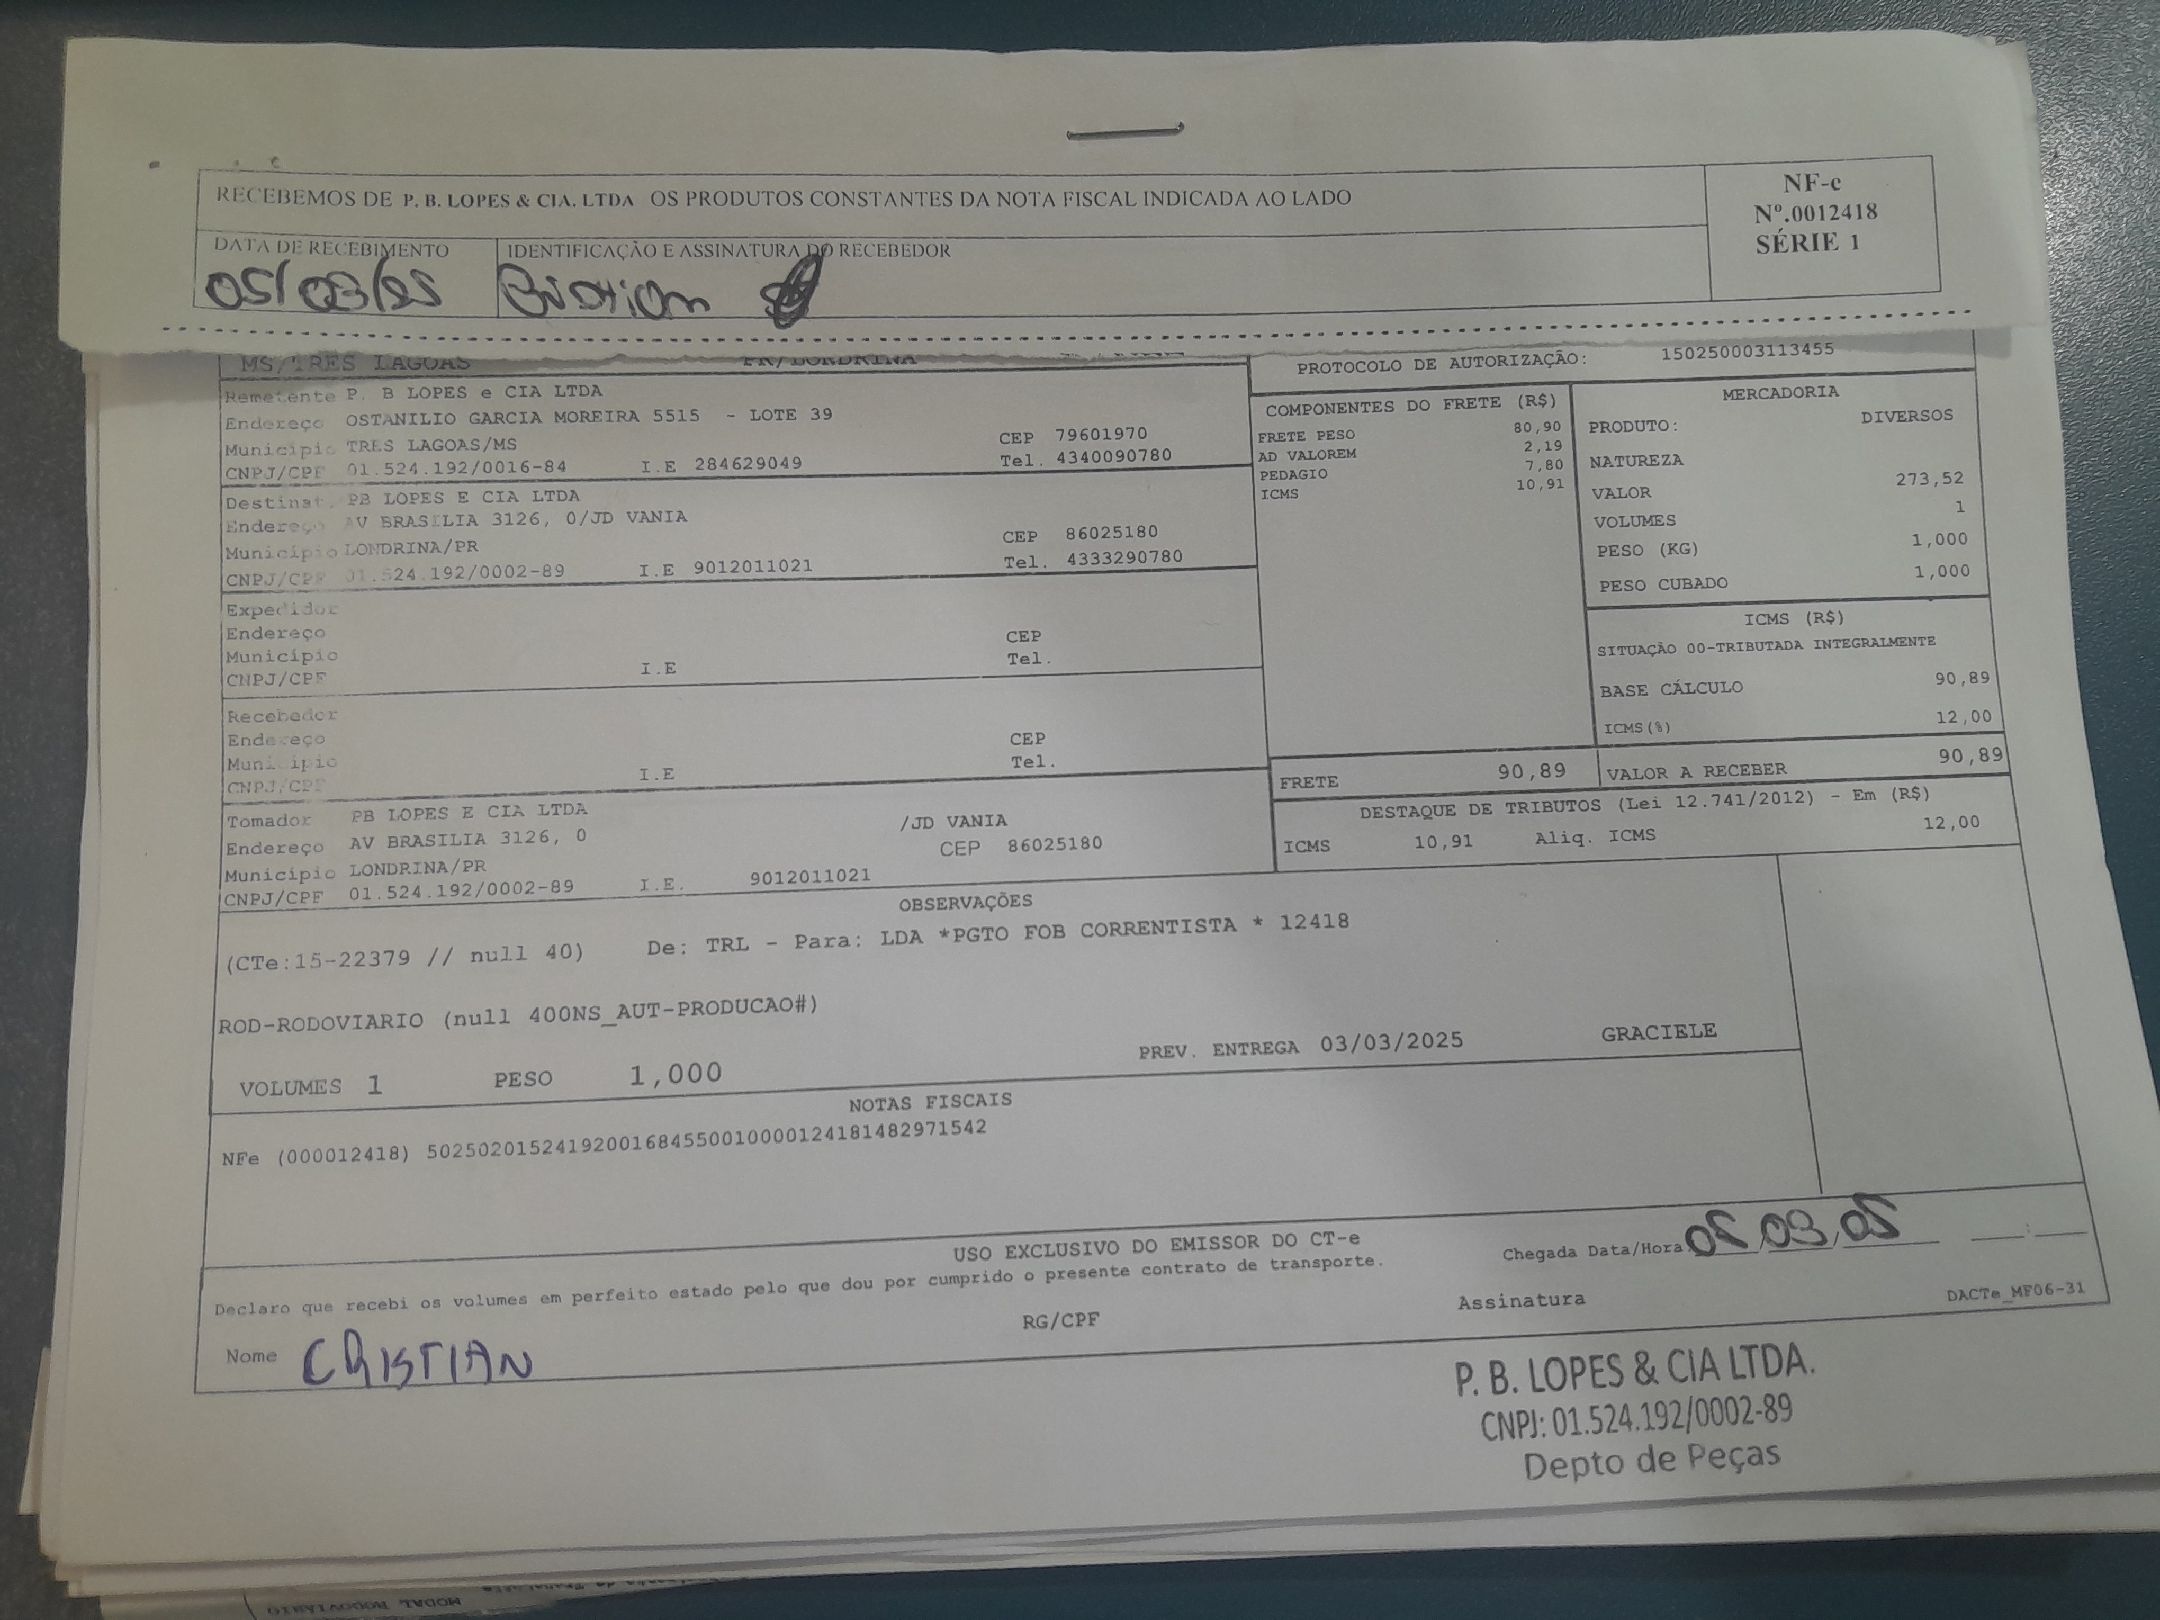 RECEBEMOS DE P. B. LOPES & CIA. LTDA OS PRODUTOS CONSTANTES DA NOTA FISCAL INDICADA AO LADO
NF-e
Nº.0012418
SÉRIE 1
DATA DE RECEBIMENTO IDENTIFICAÇÃO E ASSINATURA DO RECEBEDOR
05/03/25
MS/TRES LAGOAS PR/LONDRINA
PROTOCOLO DE AUTORIZAÇÃO: 150250003113455
Remetente P. B LOPES e CIA LTDA
Endereço OSTANILIO GARCIA MOREIRA 5515 - LOTE 39
Município TRES LAGOAS/MS CEP 79601970
CNPJ/CPF 01.524.192/0016-84 I.E 284629049 Tel. 4340090780
Destinat. PB LOPES E CIA LTDA
Endereço AV BRASILIA 3126, 0/JD VANIA
Município LONDRINA/PR CEP 86025180
CNPJ/CPF 01.524.192/0002-89 I.E 9012011021 Tel. 4333290780
Expedidor
Endereço CEP
Município Tel.
CNPJ/CPF I.E
Recebedor
Endereço CEP
Município Tel.
CNPJ/CPF I.E
Tomador PB LOPES E CIA LTDA
Endereço AV BRASILIA 3126, 0 /JD VANIA
Município LONDRINA/PR CEP 86025180
CNPJ/CPF 01.524.192/0002-89 I.E. 9012011021
COMPONENTES DO FRETE (R$)
FRETE PESO 80,90
AD VALOREM 2,19
PEDAGIO 7,80
ICMS 10,91
MERCADORIA
PRODUTO: DIVERSOS
NATUREZA
VALOR 273,52
VOLUMES 1
PESO (KG) 1,000
PESO CUBADO 1,000
ICMS (R$)
SITUAÇÃO 00-TRIBUTADA INTEGRALMENTE
BASE CÁLCULO 90,89
ICMS(%) 12,00
FRETE 90,89 VALOR A RECEBER 90,89
DESTAQUE DE TRIBUTOS (Lei 12.741/2012) - Em (R$)
ICMS 10,91 Aliq. ICMS 12,00
OBSERVAÇÕES
(CTe:15-22379 // null 40) De: TRL - Para: LDA *PGTO FOB CORRENTISTA * 12418
ROD-RODOVIARIO (null 400NS_AUT-PRODUCAO#)
VOLUMES 1 PESO 1,000 PREV. ENTREGA 03/03/2025 GRACIELE
NOTAS FISCAIS
NFe (000012418) 50250201524192001684550010000124181482971542
USO EXCLUSIVO DO EMISSOR DO CT-e
Declaro que recebi os volumes em perfeito estado pelo que dou por cumprido o presente contrato de transporte.
Chegada Data/Hora
Nome CRISTIAN RG/CPF Assinatura DACTe_MF06-31
P. B. LOPES & CIA LTDA.
CNPJ: 01.524.192/0002-89
Depto de Peças
MODAL RODOVIÁRIO